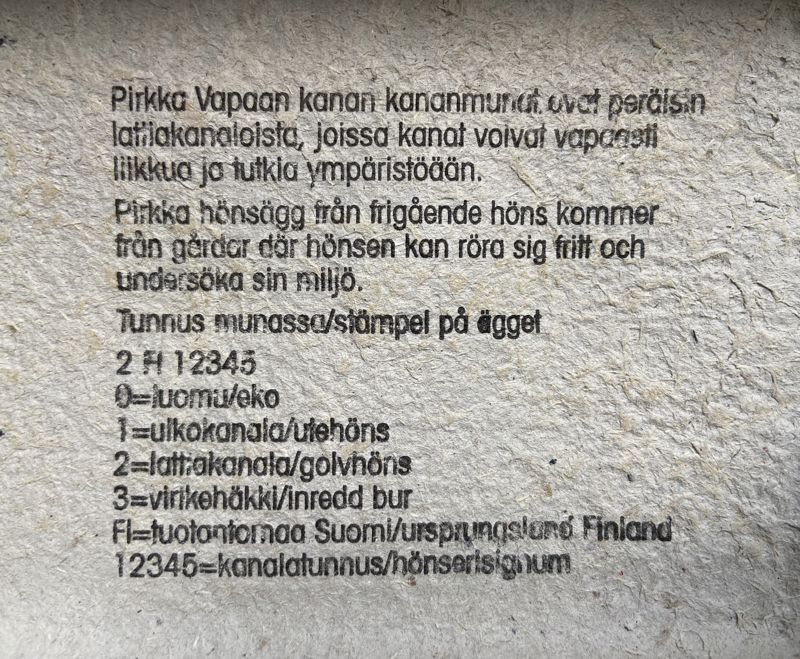 Pirkka Vapaan kanan kananmunat ovat peräisin
lattiakanaloista, joissa kanat voivat vapaasti
liikkua ja tutkia ympäristöään.
Pirkka hönsägg från frigående höns kommer
från gårdar där hönsen kan röra sig fritt och
undersöka sin miljö.
Tunnus munassa/stämpel på ägget
2 FI 12345
0=luomu/eko
1=ulkokanala/utehöns
2=lattiakanala/golvhöns
3=virikehäkki/inredd bur
FI=tuotantomaa Suomi/ursprungsland Finland
12345=kanalatunnus/hönserisignum